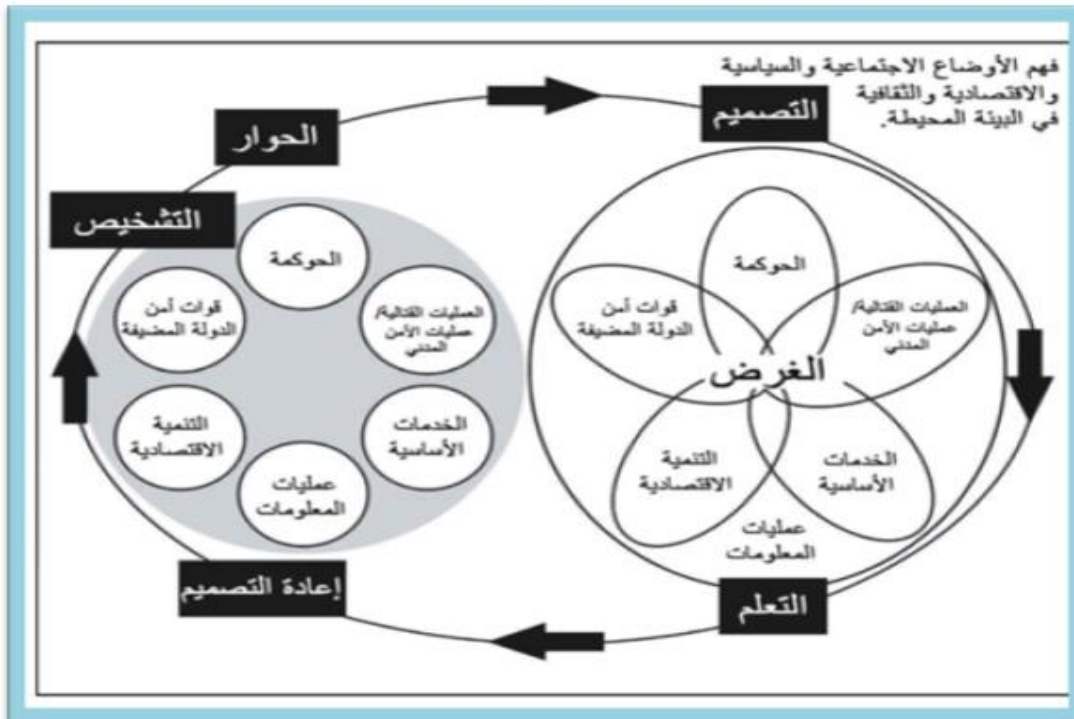 فهم الأوضاع الاجتماعية والسياسية
والاقتصادية والثقافية
في البيئة المحيطة.
التصميم
الحوار
التشخيص
الحوكمة
العمليات القتالية/
عمليات الأمن
المدني
قوات أمن
الدولة المضيفة
الغرض
الخدمات
الأساسية
التنمية
الاقتصادية
عمليات
المعلومات
الحوكمة
العمليات القتالية/
عمليات الأمن
المدني
قوات أمن
الدولة المضيفة
الخدمات
الأساسية
التنمية
الاقتصادية
عمليات
المعلومات
التعلم
إعادة التصميم